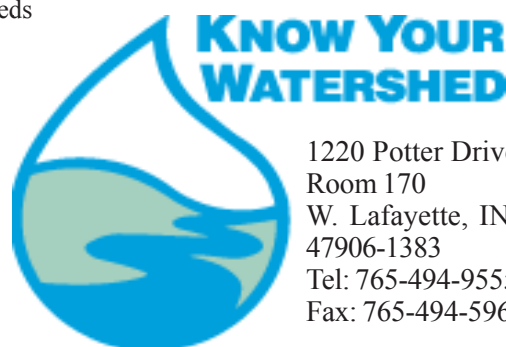 eds
KNOW YOUR
WATERSHED
1220 Potter Drive
Room 170
W. Lafayette, IN
47906-1383
Tel: 765-494-9555
Fax: 765-494-596